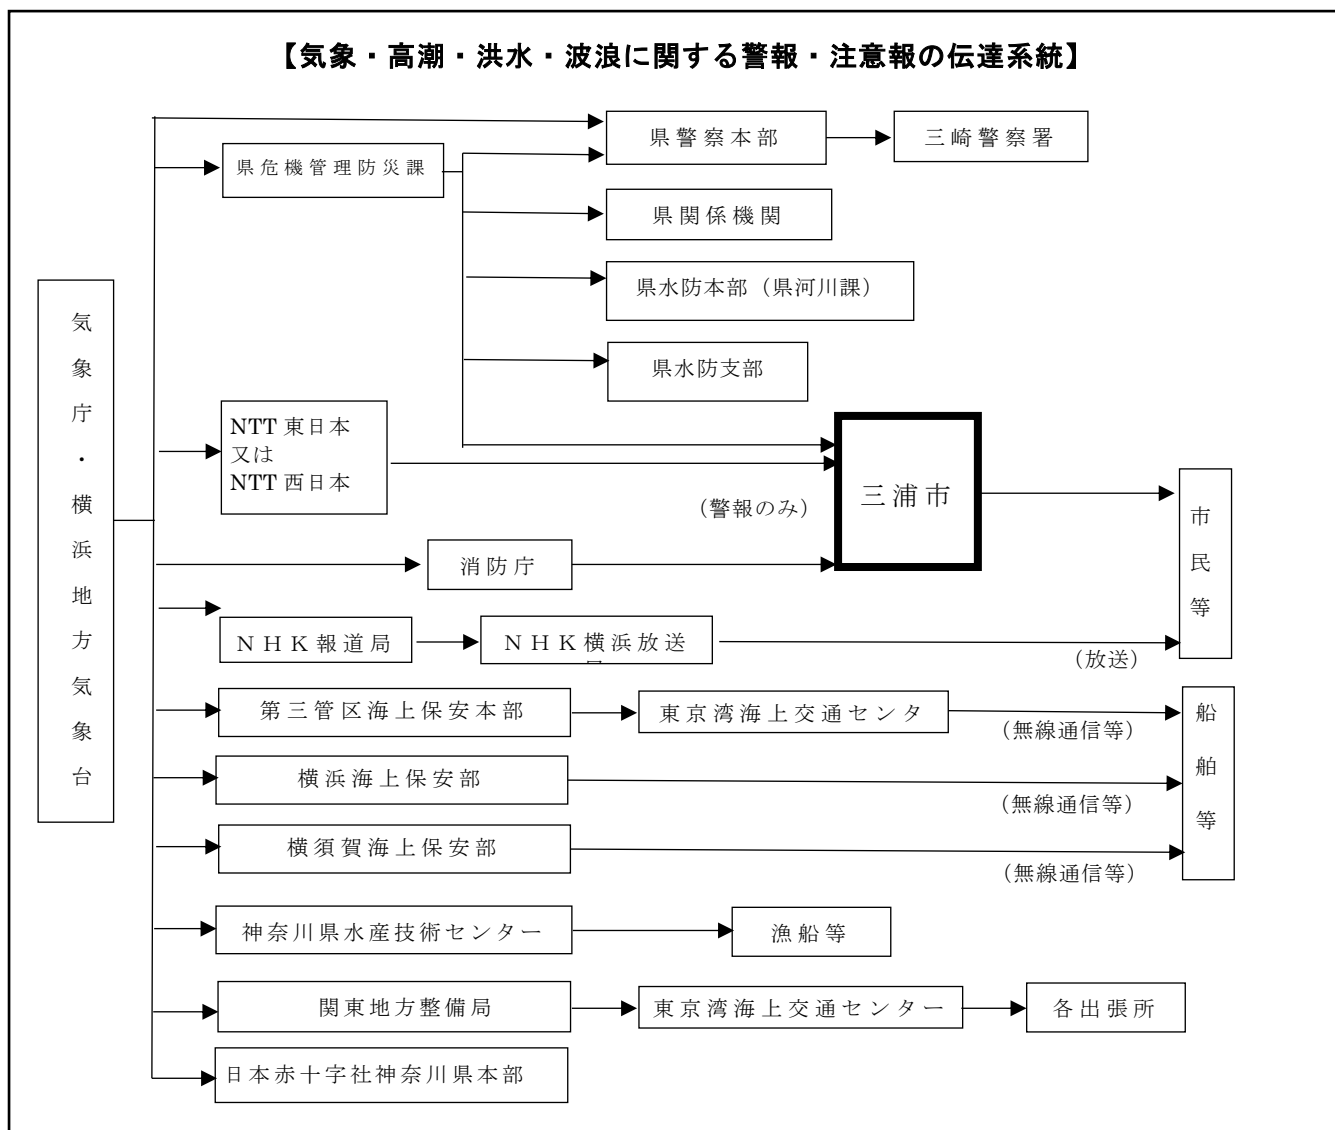 【気象・高潮・洪水・波浪に関する警報・注意報の伝達系統】
県警察本部
三崎警察署
県危機管理防災課
県関係機関
県水防本部（県河川課）
県水防支部
気象庁・横浜地方気象台
NTT 東日本
又は
NTT 西日本
（警報のみ）
三浦市
市民等
消防庁
ＮＨＫ報道局
ＮＨＫ横浜放送
（放送）
第三管区海上保安本部
東京湾海上交通センタ
（無線通信等）
船舶等
横浜海上保安部
（無線通信等）
横須賀海上保安部
（無線通信等）
神奈川県水産技術センター
漁船等
関東地方整備局
東京湾海上交通センター
各出張所
日本赤十字社神奈川県本部